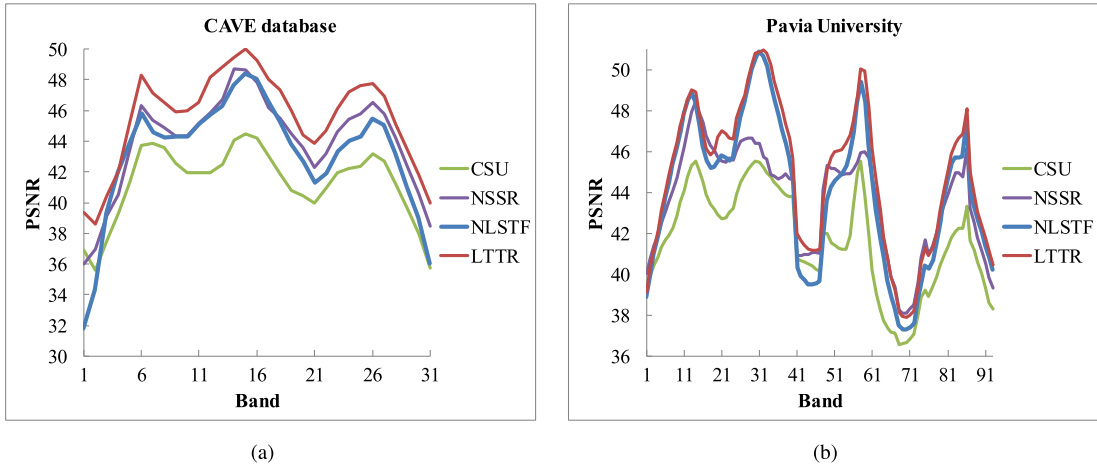 CAVE database
PSNR
50
48
46
44
42
40
38
36
34
32
30
1 6 11 16 21 26 31
Band
CSU
NSSR
NLSTF
LTTR
(a)
Pavia University
PSNR
50
48
46
44
42
40
38
36
1 11 21 31 41 51 61 71 81 91
Band
CSU
NSSR
NLSTF
LTTR
(b)